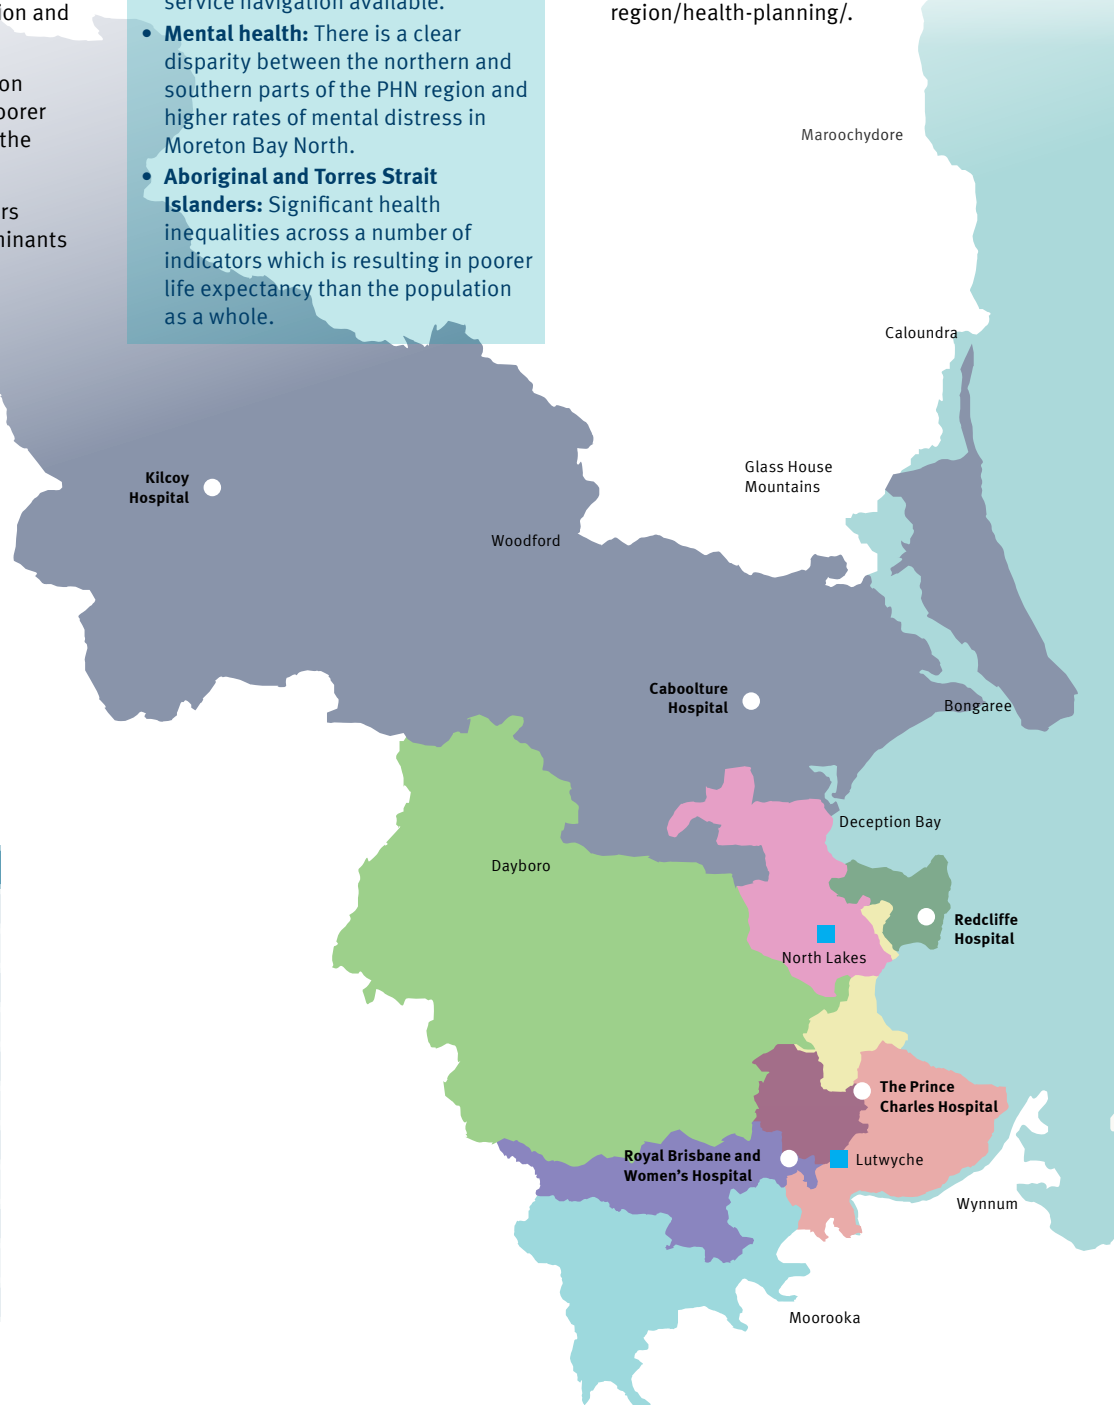 ion and
on
oorer
the
rs
minants
service navigation available.
• Mental health: There is a clear
disparity between the northern and
southern parts of the PHN region and
higher rates of mental distress in
Moreton Bay North.
• Aboriginal and Torres Strait
Islanders: Significant health
inequalities across a number of
indicators which is resulting in poorer
life expectancy than the population
as a whole.
region/health-planning/.
Maroochydore
Caloundra
Glass House
Mountains
Kilcoy
Hospital
Woodford
Caboolture
Hospital
Bongaree
Deception Bay
Dayboro
Redcliffe
Hospital
North Lakes
The Prince
Charles Hospital
Royal Brisbane and
Women's Hospital
Lutwyche
Wynnum
Moorooka